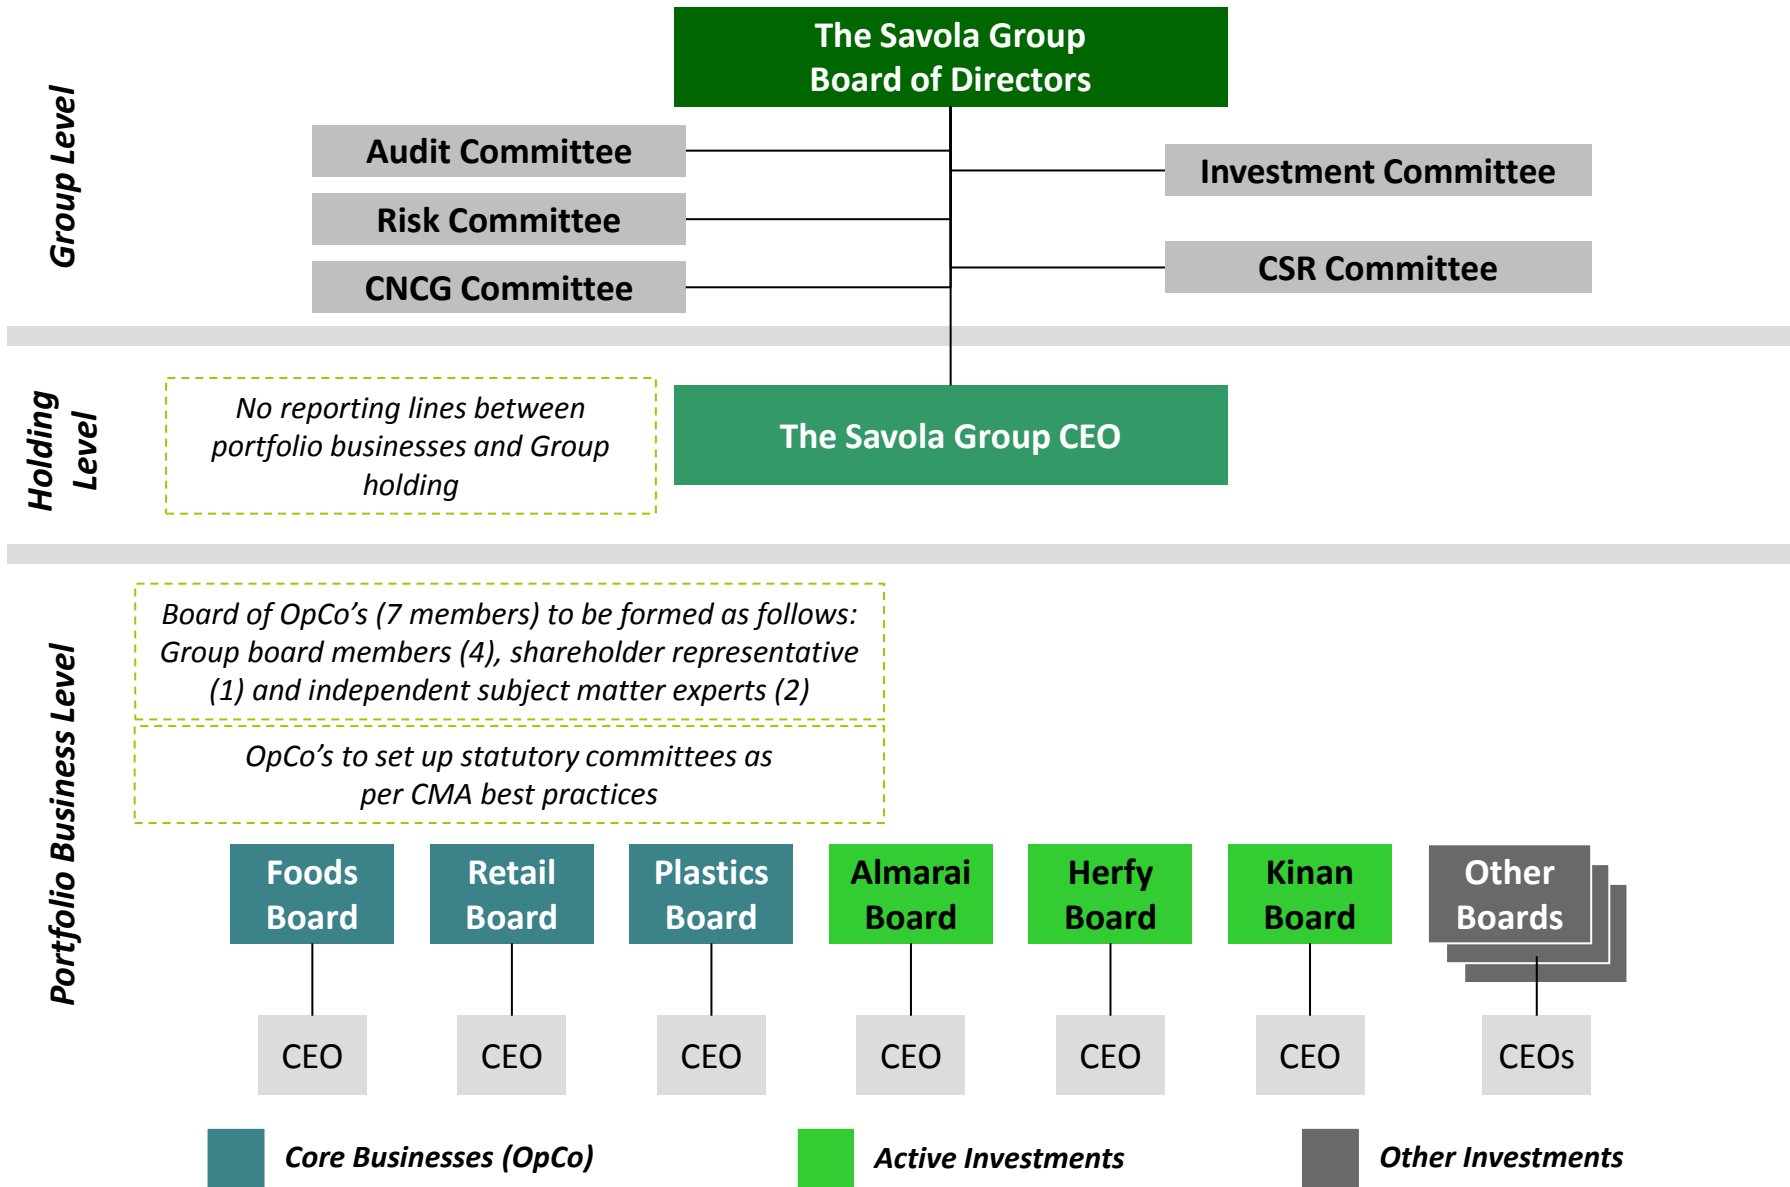 The Savola Group
Board of Directors
Group Level
Audit Committee
Investment Committee
Risk Committee
CSR Committee
CNCG Committee
Holding
Level
No reporting lines between
portfolio businesses and Group
holding
The Savola Group CEO
Portfolio Business Level
Board of OpCo’s (7 members) to be formed as follows:
Group board members (4), shareholder representative
(1) and independent subject matter experts (2)
OpCo’s to set up statutory committees as
per CMA best practices
Foods
Board
Retail
Board
Plastics
Board
Almarai
Board
Herfy
Board
Kinan
Board
Other
Boards
CEO
CEO
CEO
CEO
CEO
CEO
CEOs
Core Businesses (OpCo)
Active Investments
Other Investments